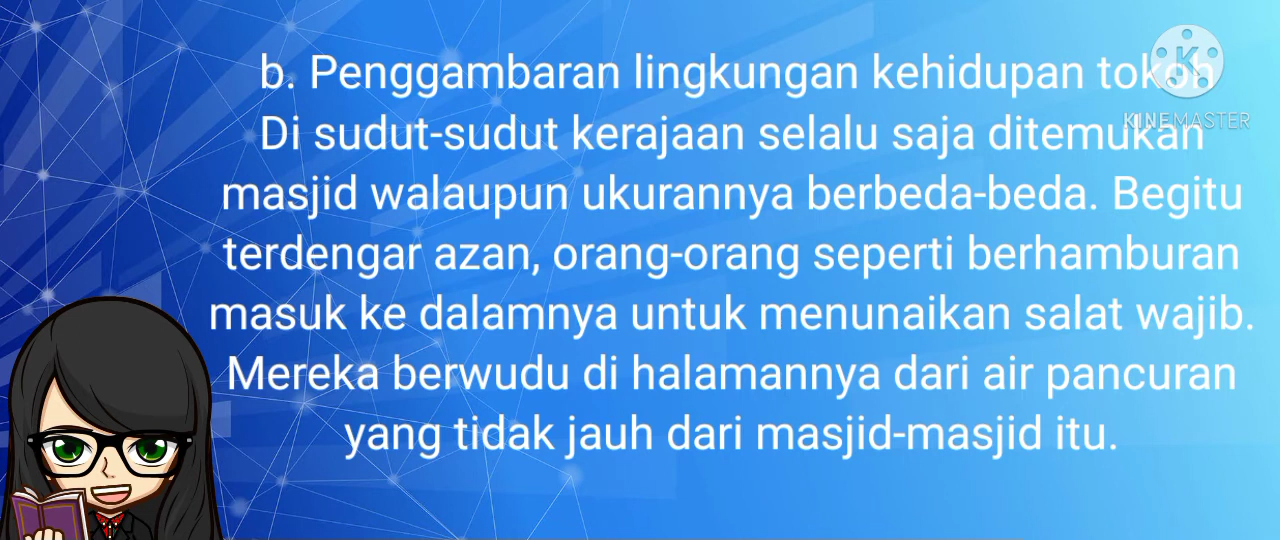 b. Penggambaran lingkungan kehidupan tokoh
Di sudut-sudut kerajaan selalu saja ditemukan
masjid walaupun ukurannya berbeda-beda. Begitu
terdengar azan, orang-orang seperti berhamburan
masuk ke dalamnya untuk menunaikan salat wajib.
Mereka berwudu di halamannya dari air pancuran
yang tidak jauh dari masjid-masjid itu.
K
KINEMASTER